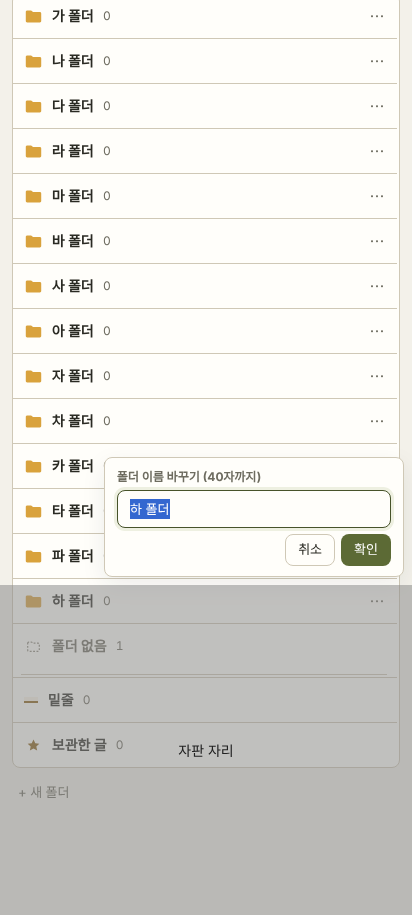 가 폴더 0 ···
나 폴더 0 ···
다 폴더 0 ···
라 폴더 0 ···
마 폴더 0 ···
바 폴더 0 ···
사 폴더 0 ···
아 폴더 0 ···
자 폴더 0 ···
차 폴더 0 ···
카 폴더
폴더 이름 바꾸기 (40자까지)
타 폴더
하 폴더
취소 확인
파 폴더
하 폴더 0 ···
폴더 없음 1
밑줄 0
보관한 글 0
자판 자리
+ 새 폴더